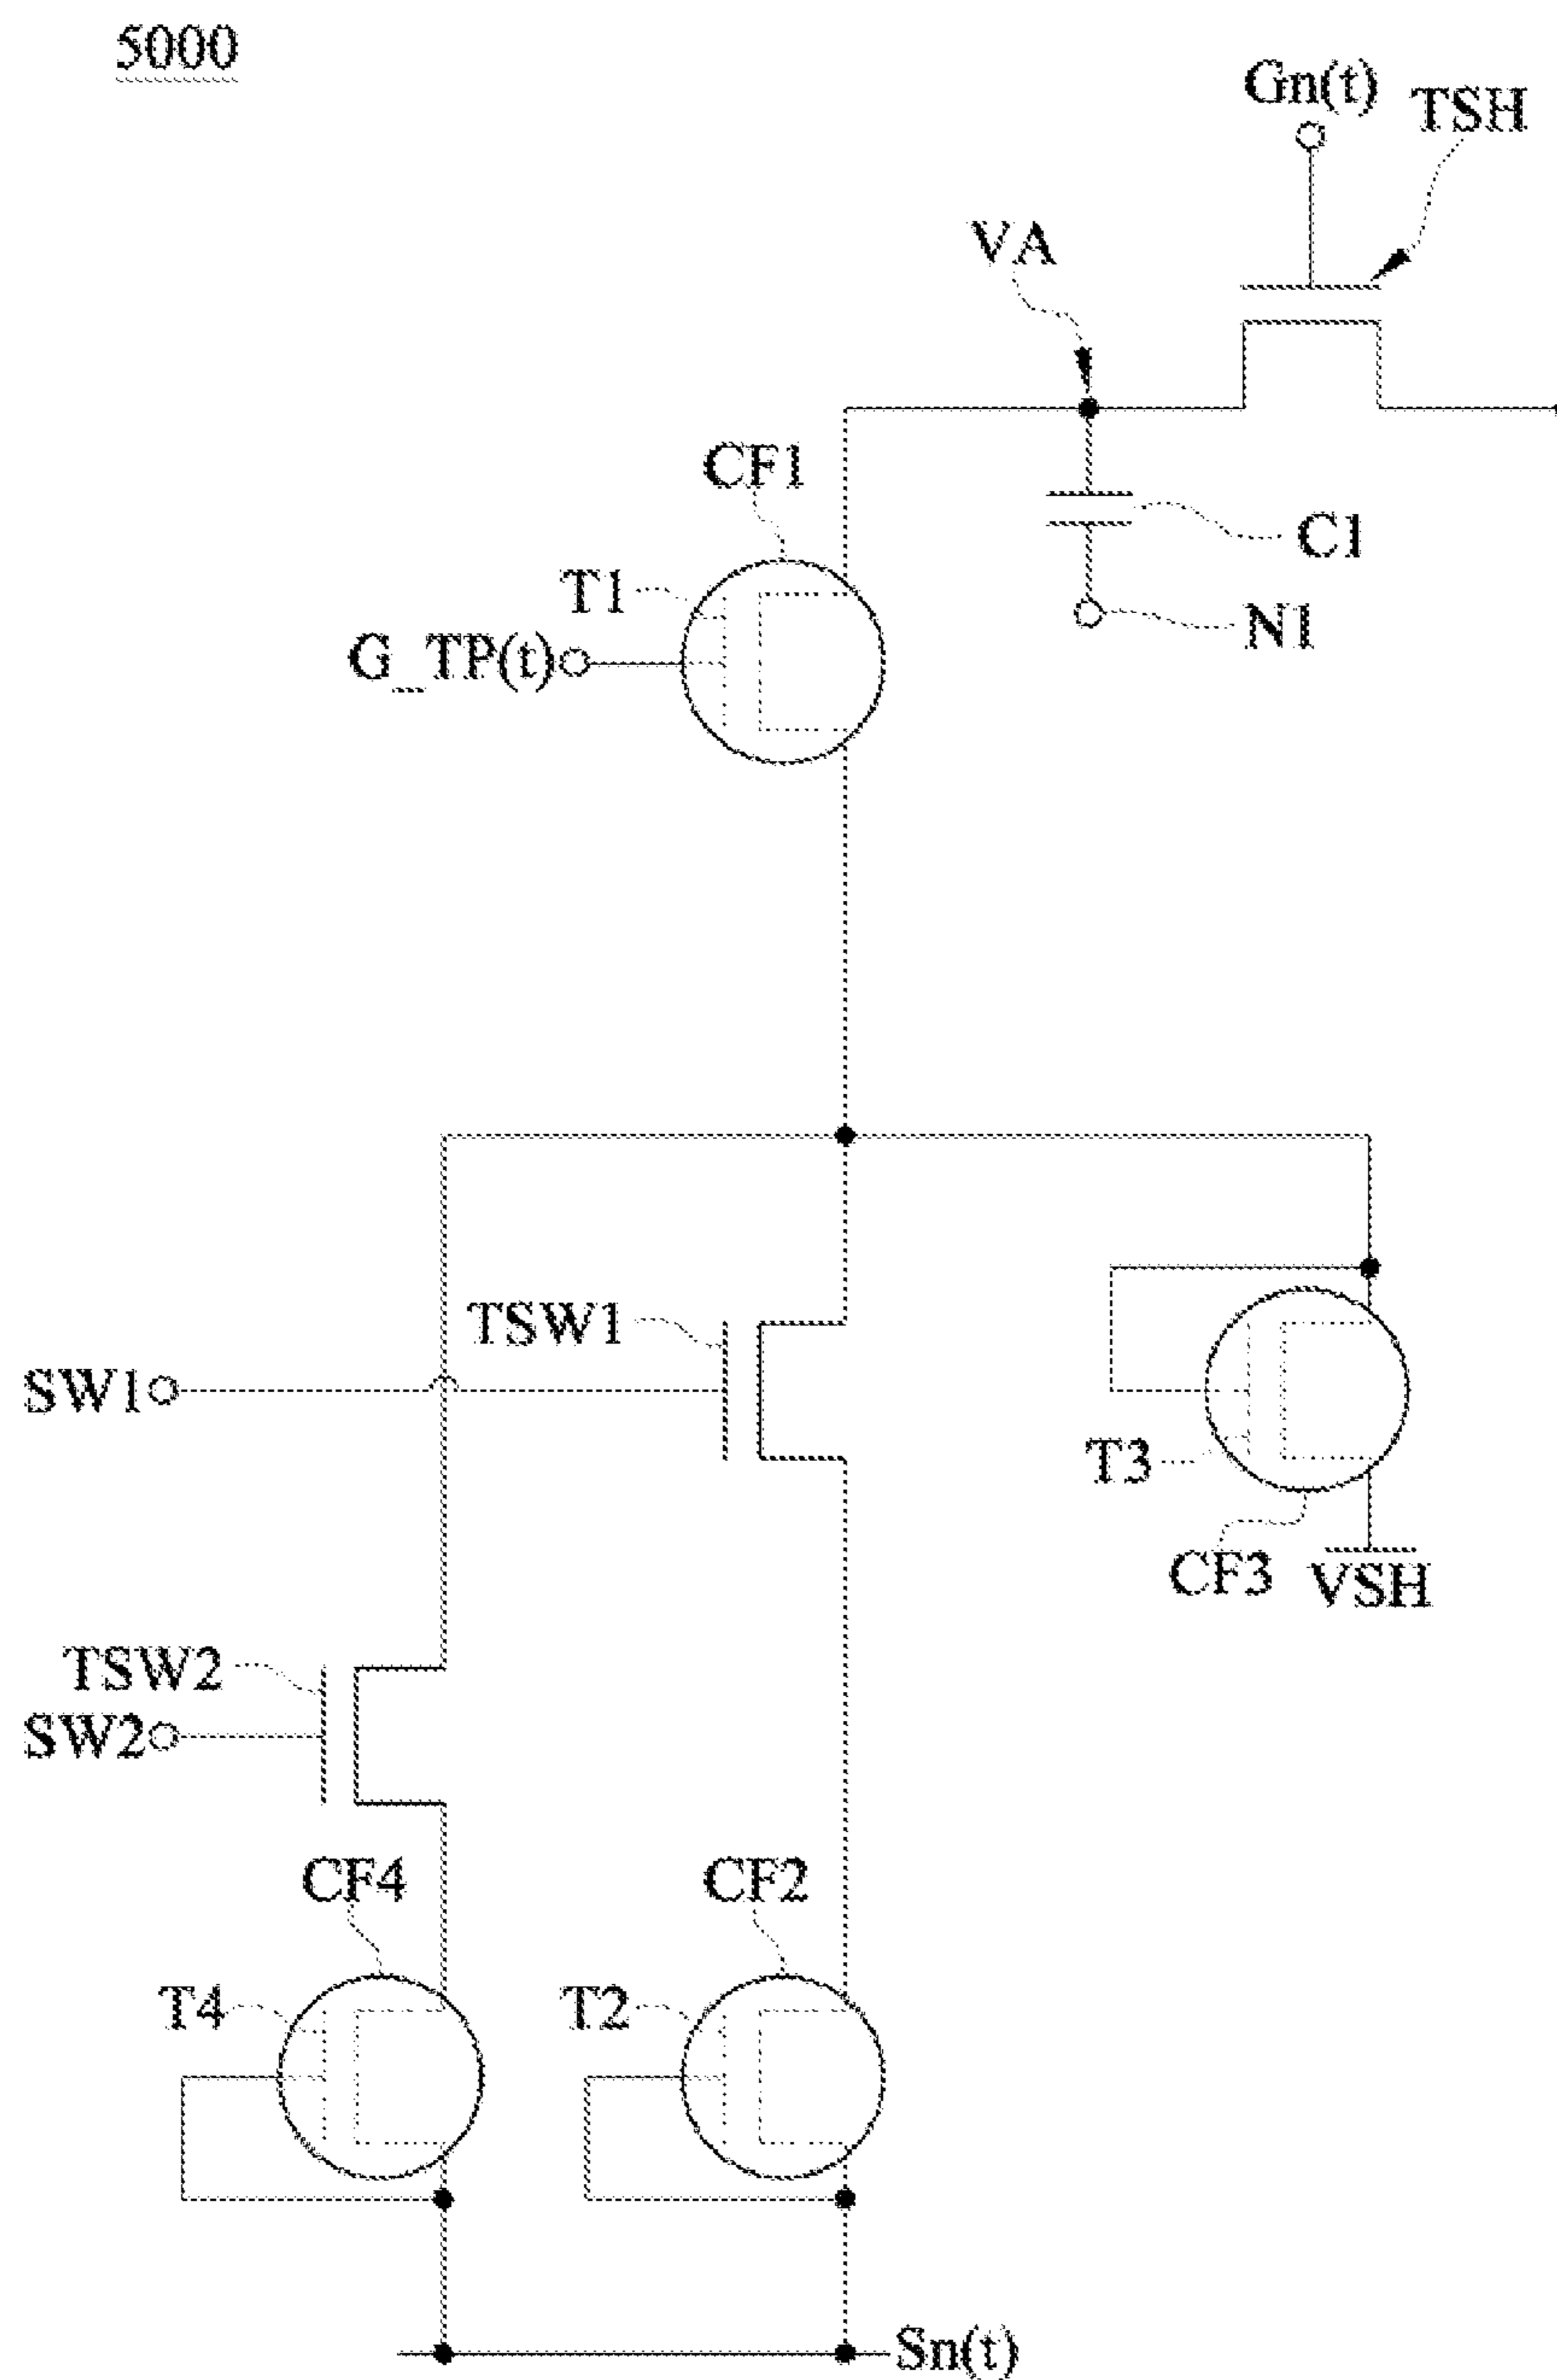 5000
Gn(t)
TSH
VA
CF1
C1
T1
N1
G_TP(t)
TSW1
SW1
T3
CF3
VSH
TSW2
SW2
CF4
CF2
T4
T2
Sn(t)